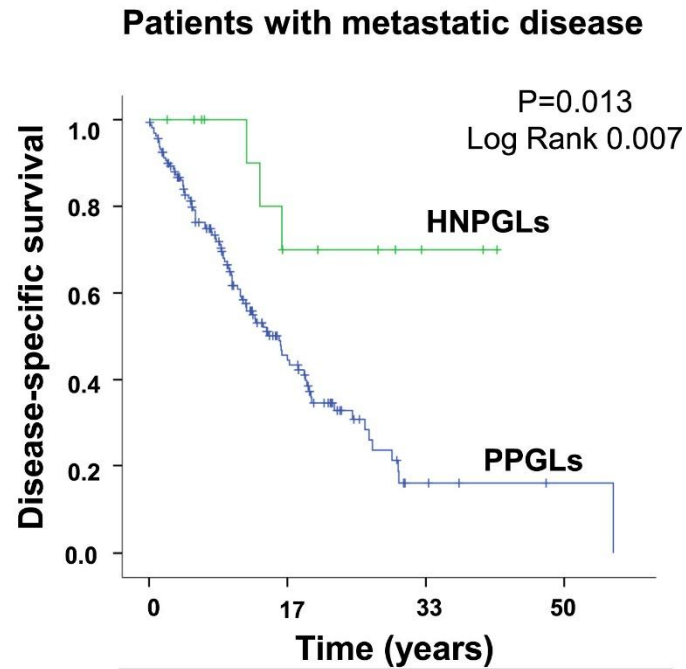 Patients with metastatic disease
P=0.013
Log Rank 0.007
Disease-specific survival
1.0
0.8
0.6
0.4
0.2
0.0
HNPGLs
PPGLs
0 17 33 50
Time (years)